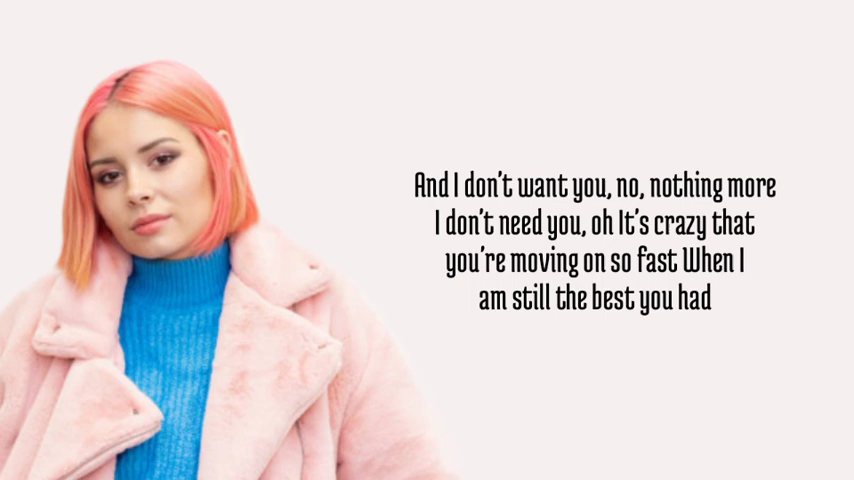 And I don't want you, no, nothing more
I don't need you, oh It's crazy that
you're moving on so fast When I
am still the best you had